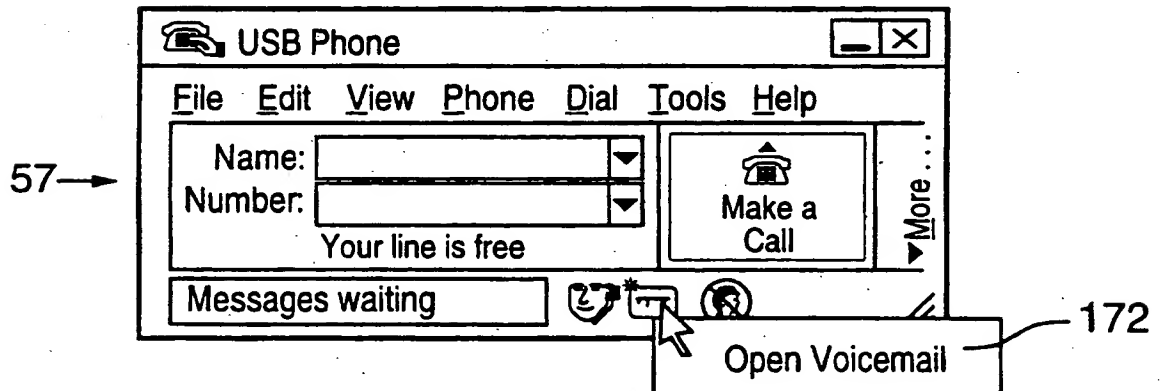 USB Phone
File Edit View Phone Dial Tools Help
57
Name:
Number:
Your line is free
Make a
Call
More...
Messages waiting
Open Voicemail
172